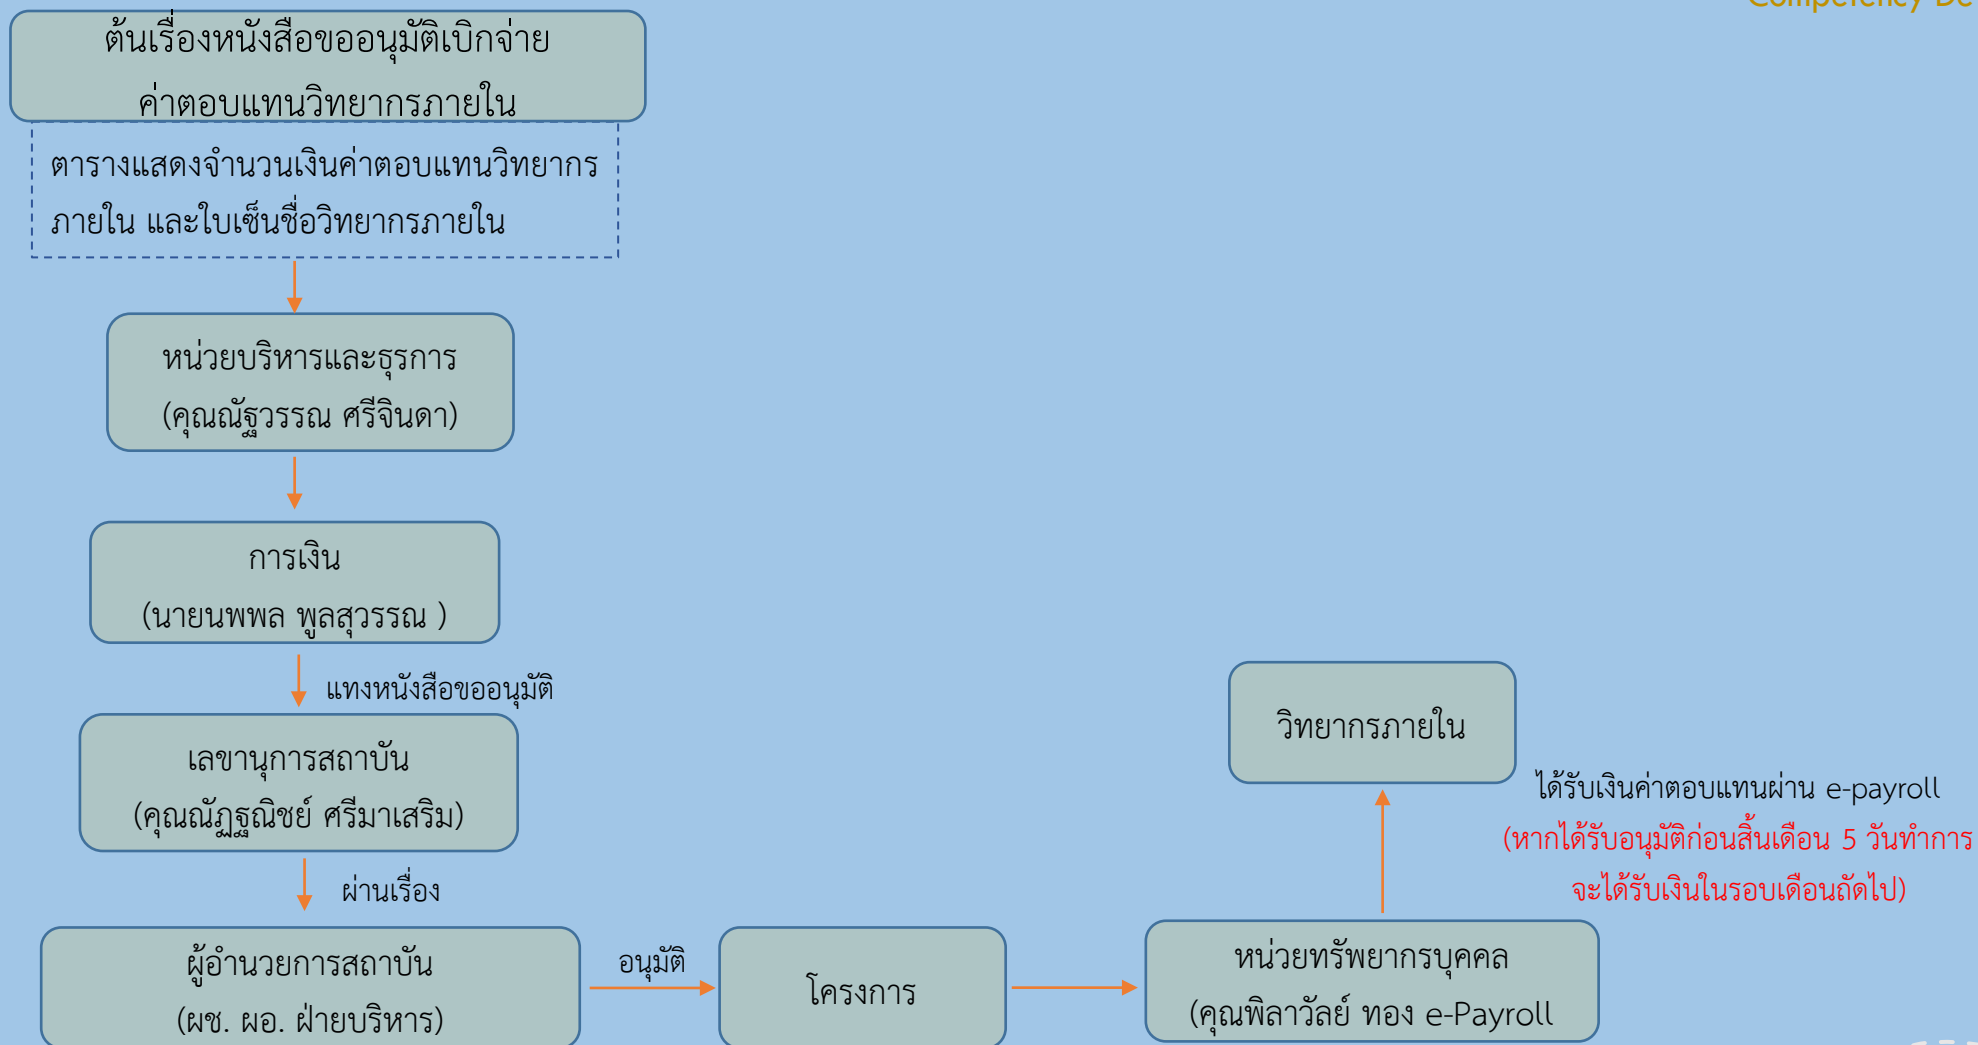 Competency De
ต้นเรื่องหนังสือขออนุมัติเบิกจ่าย
ค่าตอบแทนวิทยากรภายใน
ตารางแสดงจำนวนเงินค่าตอบแทนวิทยากร
ภายใน และใบเซ็นชื่อวิทยากรภายใน
หน่วยบริหารและธุรการ
(คุณณัฐวรรณ ศรีจินดา)
การเงิน
(นายนพพล พูลสุวรรณ )
แทงหนังสือขออนุมัติ
เลขานุการสถาบัน
(คุณณัฏฐณิชย์ ศรีมาเสริม)
ผ่านเรื่อง
ผู้อำนวยการสถาบัน
(ผช. ผอ. ฝ่ายบริหาร)
อนุมัติ
โครงการ
หน่วยทรัพยากรบุคคล
(คุณพิลาวัลย์ ทอง e-Payroll
วิทยากรภายใน
ได้รับเงินค่าตอบแทนผ่าน e-payroll
(หากได้รับอนุมัติก่อนสิ้นเดือน 5 วันทำการ
จะได้รับเงินในรอบเดือนถัดไป)